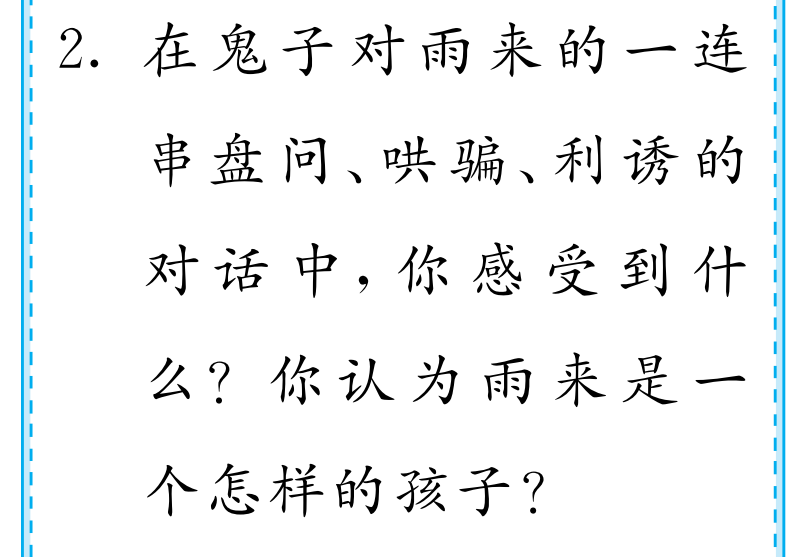 2. 在鬼子对雨来的一连
串盘问、哄骗、利诱的
对话中,你感受到什
么?你认为雨来是一
个怎样的孩子?